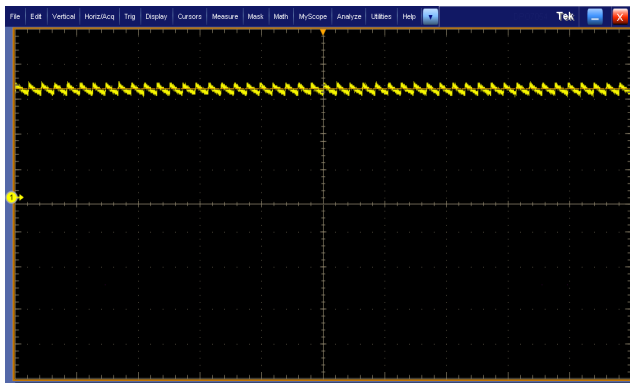 File Edit Vertical Horiz/Acq Trig Display Cursors Measure Mask Math MyScope Analyze Utilities Help Tek X
1